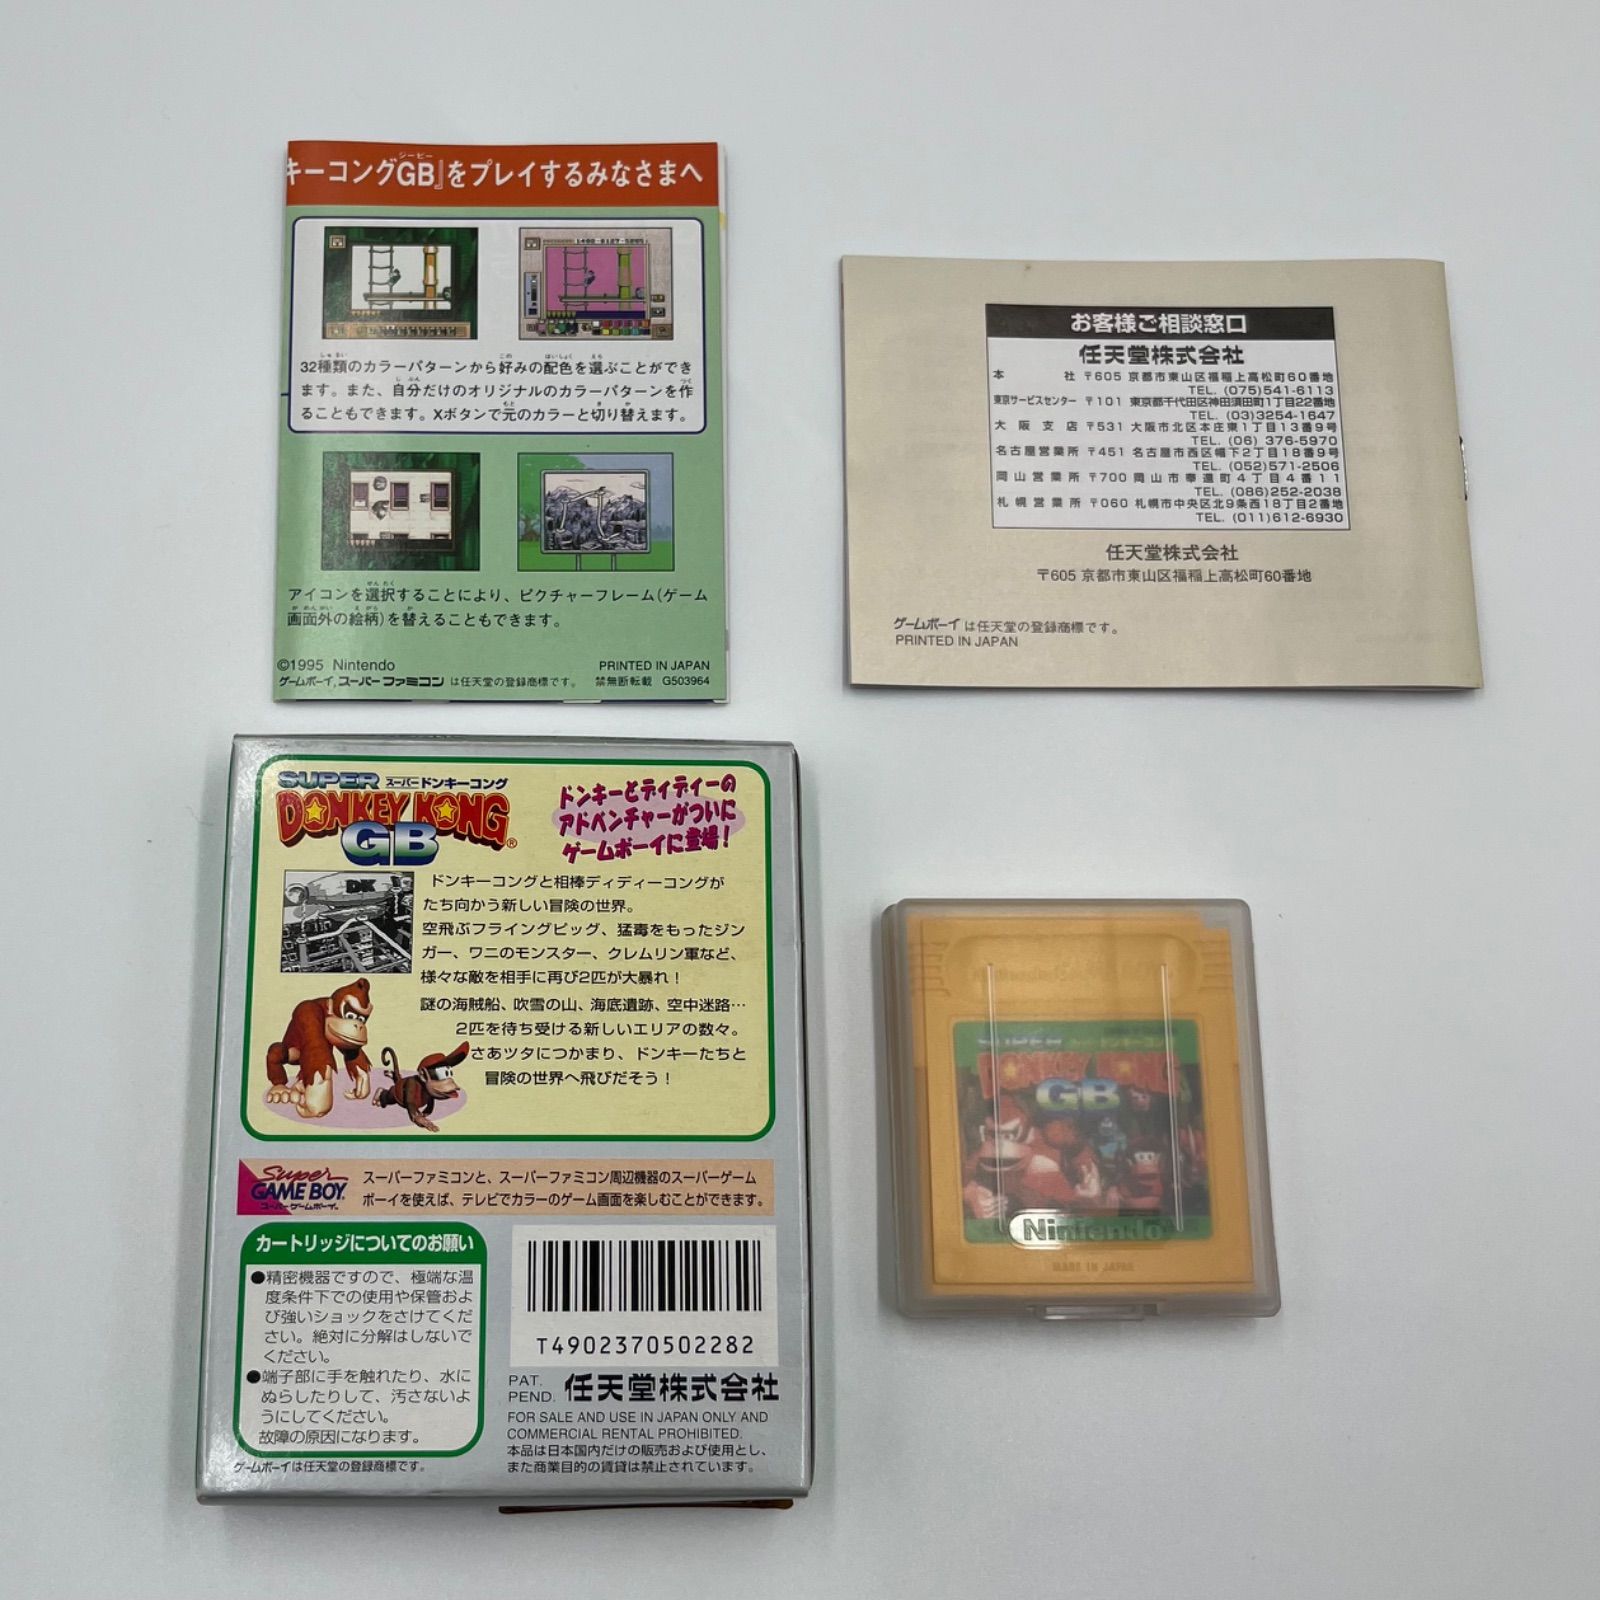 キーコングGB』をプレイするみなさまへ
32種類のカラーパターンから好みの配色を選ぶことができ
ます。また、自分だけのオリジナルのカラーパターンを作
ることもできます。Xボタンで元のカラーと切り替えます。
アイコンを選択することにより、ピクチャーフレーム(ゲーム
画面外の絵柄)を替えることもできます。
©1995 Nintendo PRINTED IN JAPAN
ゲームボーイ,スーパーファミコン は任天堂の登録商標です。 禁無断転載 G503964
お客様ご相談窓口
任天堂株式会社
本 社 〒605 京都市東山区福稲上高松町60番地
TEL. (075)541-6113
東京サービスセンター 〒101 東京都千代田区神田須田町1丁目22番地
TEL. (03)3254-1647
大阪支店 〒531 大阪市北区本庄東1丁目13番9号
TEL. (06) 376-5970
名古屋営業所 〒451 名古屋市西区幅下2丁目18番9号
TEL. (052)571-2506
岡山営業所 〒700 岡山市奉還町4丁目4番11
TEL. (086)252-2038
札幌営業所 〒060 札幌市中央区北9条西18丁目2番地
TEL. (011)612-6930
任天堂株式会社
〒605 京都市東山区福稲上高松町60番地
ゲームボーイ は任天堂の登録商標です。
PRINTED IN JAPAN
SUPER スーパードンキーコング
DONKEY KONG
GB
ドンキーとディディーの
アドベンチャーがついに
ゲームボーイに登場!
DK
ドンキーコングと相棒ディディーコングが
たち向かう新しい冒険の世界。
空飛ぶフライングピッグ、猛毒をもったジン
ガー、ワニのモンスター、クレムリン軍など、
様々な敵を相手に再び2匹が大暴れ!
謎の海賊船、吹雪の山、海底遺跡、空中迷路…
2匹を待ち受ける新しいエリアの数々。
さあツタにつかまり、ドンキーたちと
冒険の世界へ飛びだそう!
Super
GAME BOY
スーパーゲームボーイ
スーパーファミコンと、スーパーファミコン周辺機器のスーパーゲーム
ボーイを使えば、テレビでカラーのゲーム画面を楽しむことができます。
カートリッジについてのお願い
●精密機器ですので、極端な温
度条件下での使用や保管およ
び強いショックをさけてくだ
さい。絶対に分解はしないで
ください。
●端子部に手を触れたり、水に
ぬらしたりして、汚さないよ
うにしてください。
故障の原因になります。
ゲームボーイは任天堂の登録商標です。
T4902370502282
PAT.
PEND. 任天堂株式会社
FOR SALE AND USE IN JAPAN ONLY AND
COMMERCIAL RENTAL PROHIBITED.
本品は日本国内だけの販売および使用とし、
また商業目的の賃貸は禁止されています。
SUPER スーパードンキーコング
DONKEY KONG
GB
Nintendo
MADE IN JAPAN